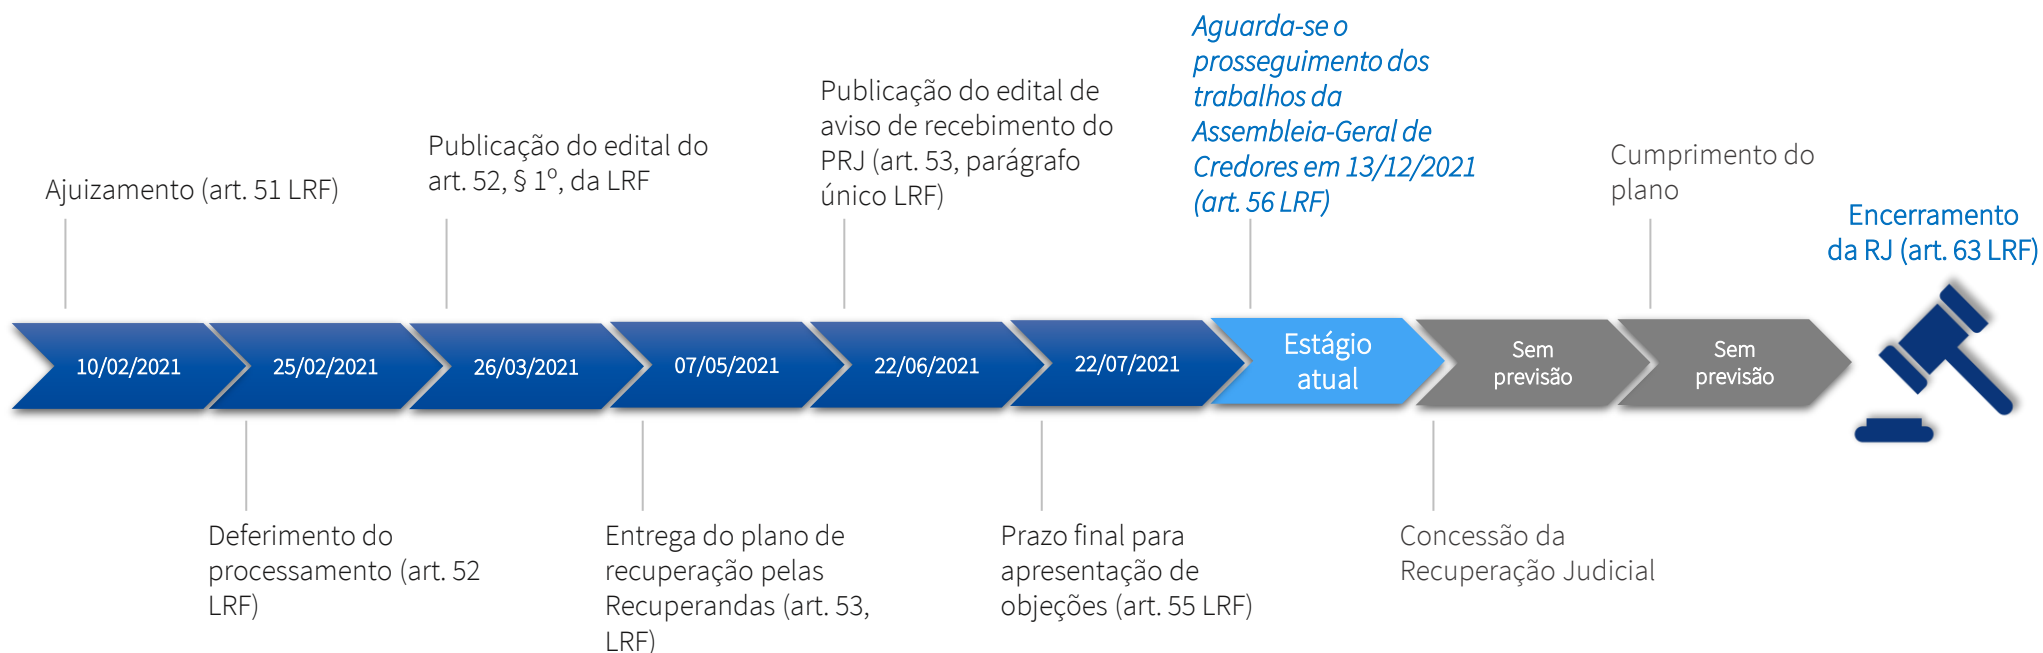 Aguarda-se o
prosseguimento dos
trabalhos da
Assembleia-Geral de
Credores em 13/12/2021
(art. 56 LRF)
Publicação do edital de
aviso de recebimento do
PRJ (art. 53, parágrafo
único LRF)
Publicação do edital do
art. 52, § 1º, da LRF
Cumprimento do
plano
Ajuizamento (art. 51 LRF)
Encerramento
da RJ (art. 63 LRF)
10/02/2021
25/02/2021
26/03/2021
07/05/2021
22/06/2021
22/07/2021
Estágio
atual
Sem
previsão
Sem
previsão
Deferimento do
processamento (art. 52
LRF)
Entrega do plano de
recuperação pelas
Recuperandas (art. 53,
LRF)
Prazo final para
apresentação de
objeções (art. 55 LRF)
Concessão da
Recuperação Judicial